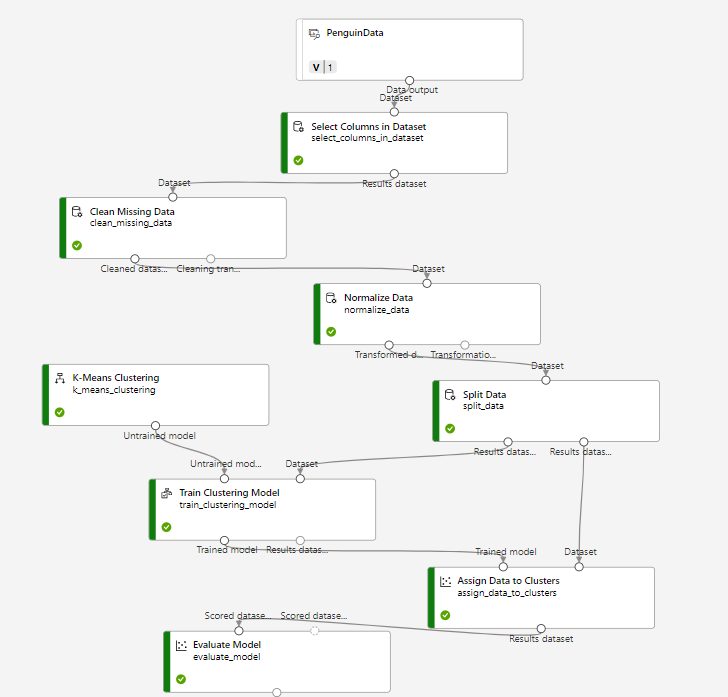 PenguinData
V 1
Data output
Dataset
Select Columns in Dataset
select_columns_in_dataset
Results dataset
Dataset
Clean Missing Data
clean_missing_data
Cleaned datas... Cleaning tran...
Dataset
Normalize Data
normalize_data
Transformed d... Transformatio...
Dataset
K-Means Clustering
k_means_clustering
Untrained model
Split Data
split_data
Results datas... Results datas...
Untrained mod... Dataset
Train Clustering Model
train_clustering_model
Trained model Results datas...
Trained model Dataset
Assign Data to Clusters
assign_data_to_clusters
Results dataset
Scored datase... Scored datase...
Evaluate Model
evaluate_model